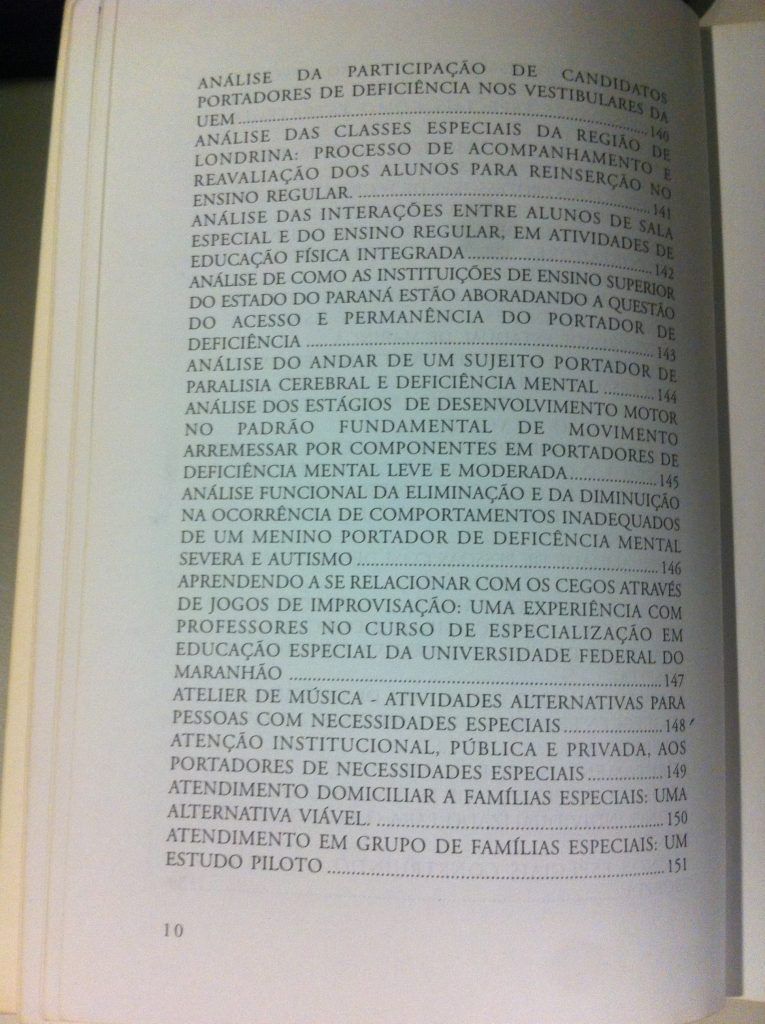 ANÁLISE DA PARTICIPAÇÃO DE CANDIDATOS
PORTADORES DE DEFICIÊNCIA NOS VESTIBULARES DA
UEM ........................................................................ 140
ANÁLISE DAS CLASSES ESPECIAIS DA REGIÃO DE
LONDRINA: PROCESSO DE ACOMPANHAMENTO E
REAVALIAÇÃO DOS ALUNOS PARA REINSERÇÃO NO
ENSINO REGULAR. .................................................... 141
ANÁLISE DAS INTERAÇÕES ENTRE ALUNOS DE SALA
ESPECIAL E DO ENSINO REGULAR, EM ATIVIDADES DE
EDUCAÇÃO FÍSICA INTEGRADA ................................. 142
ANÁLISE DE COMO AS INSTITUIÇÕES DE ENSINO SUPERIOR
DO ESTADO DO PARANÁ ESTÃO ABORADANDO A QUESTÃO
DO ACESSO E PERMANÊNCIA DO PORTADOR DE
DEFICIÊNCIA ............................................................. 143
ANÁLISE DO ANDAR DE UM SUJEITO PORTADOR DE
PARALISIA CEREBRAL E DEFICIÊNCIA MENTAL ............ 144
ANÁLISE DOS ESTÁGIOS DE DESENVOLVIMENTO MOTOR
NO PADRÃO FUNDAMENTAL DE MOVIMENTO
ARREMESSAR POR COMPONENTES EM PORTADORES DE
DEFICIÊNCIA MENTAL LEVE E MODERADA .................... 145
ANÁLISE FUNCIONAL DA ELIMINAÇÃO E DA DIMINUIÇÃO
NA OCORRÊNCIA DE COMPORTAMENTOS INADEQUADOS
DE UM MENINO PORTADOR DE DEFICÊNCIA MENTAL
SEVERA E AUTISMO .................................................... 146
APRENDENDO A SE RELACIONAR COM OS CEGOS ATRAVÉS
DE JOGOS DE IMPROVISAÇÃO: UMA EXPERIÊNCIA COM
PROFESSORES NO CURSO DE ESPECIALIZAÇÃO EM
EDUCAÇÃO ESPECIAL DA UNIVERSIDADE FEDERAL DO
MARANHÃO ................................................................ 147
ATELIER DE MÚSICA - ATIVIDADES ALTERNATIVAS PARA
PESSOAS COM NECESSIDADES ESPECIAIS ..................... 148
ATENÇÃO INSTITUCIONAL, PÚBLICA E PRIVADA, AOS
PORTADORES DE NECESSIDADES ESPECIAIS ................ 149
ATENDIMENTO DOMICILIAR A FAMÍLIAS ESPECIAIS: UMA
ALTERNATIVA VIÁVEL. ................................................ 150
ATENDIMENTO EM GRUPO DE FAMÍLIAS ESPECIAIS: UM
ESTUDO PILOTO ......................................................... 151
10